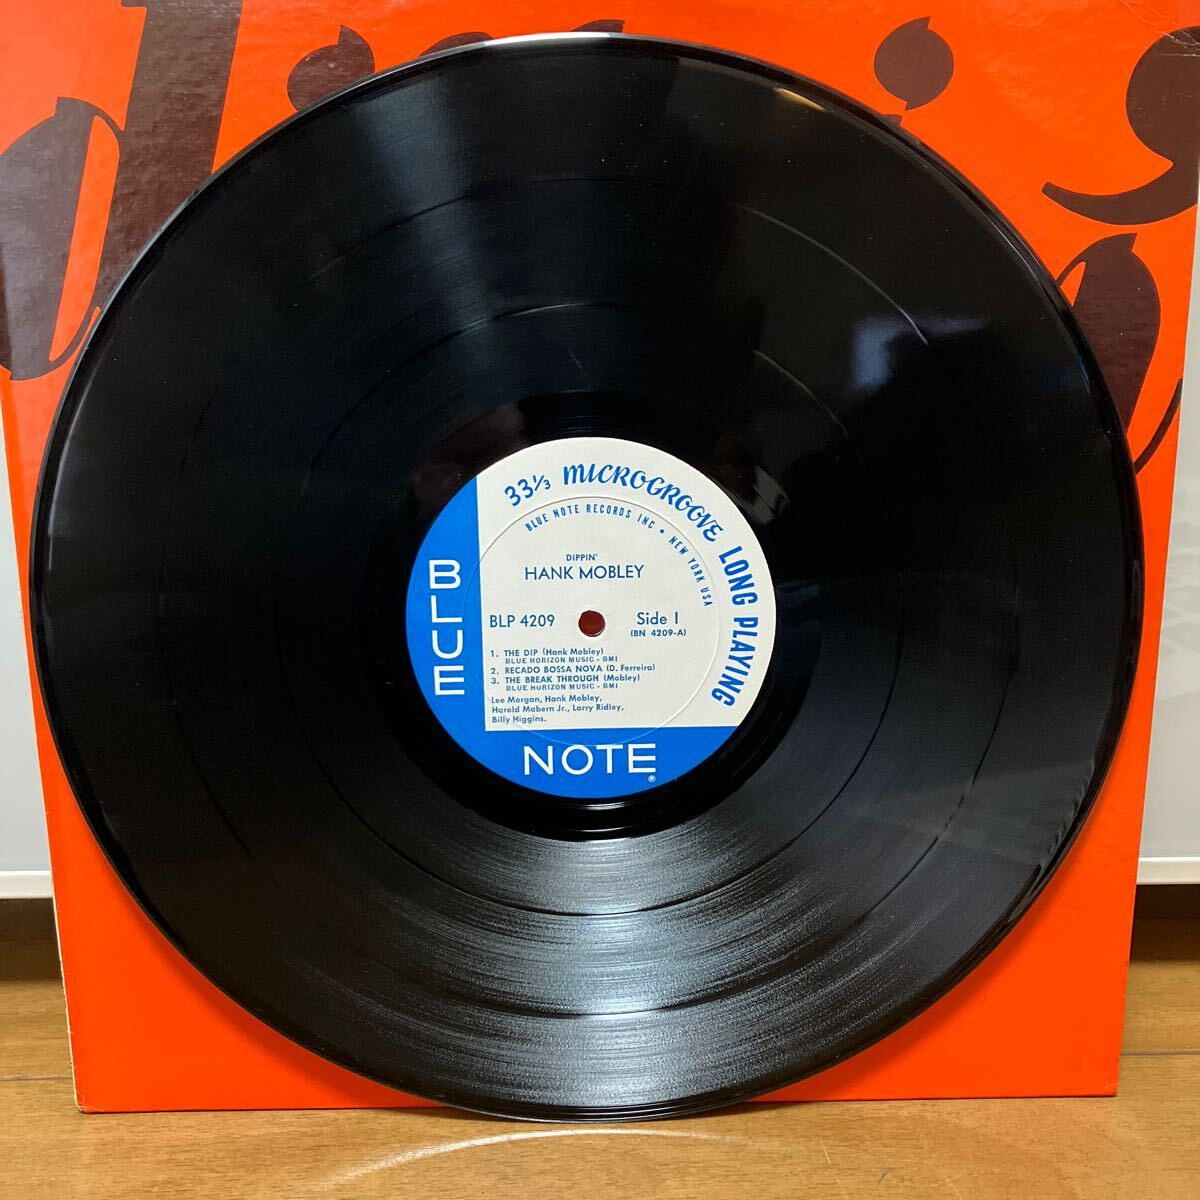 33⅓ MICROGROOVE LONG PLAYING
BLUE NOTE RECORDS INC • NEW YORK USA
DIPPIN'
HANK MOBLEY
BLP 4209
Side 1
(BN 4209-A)
1. THE DIP (Hank Mobley)
BLUE HORIZON MUSIC - BMI
2. RECADO BOSSA NOVA (D. Ferreira)
3. THE BREAK THROUGH (Mobley)
BLUE HORIZON MUSIC - BMI
Lee Morgan, Hank Mobley,
Harold Mabern Jr., Larry Ridley,
Billy Higgins.
BLUE
NOTE
®